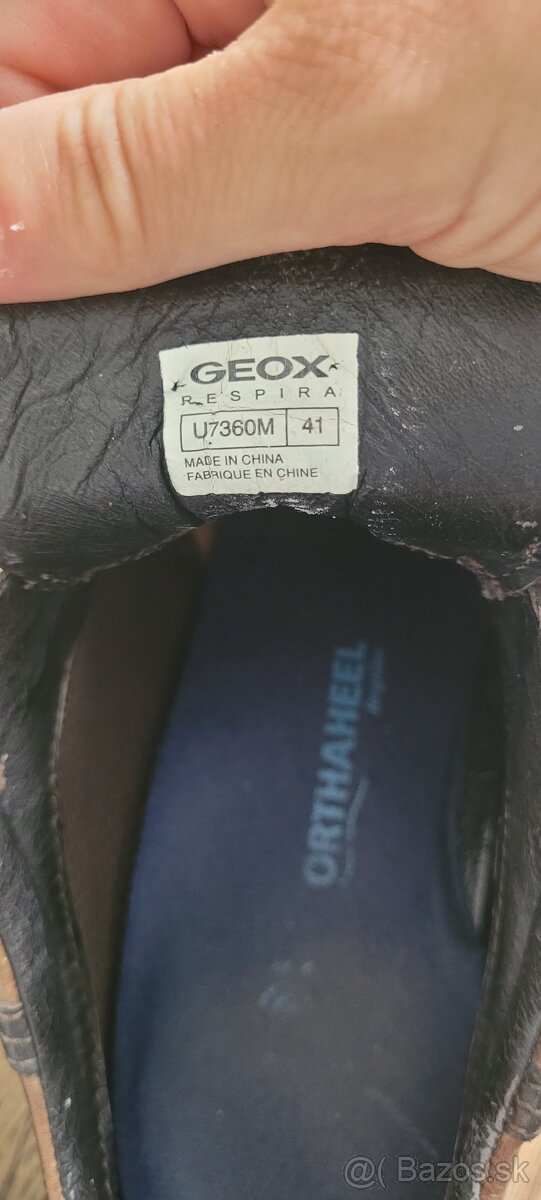 GEOX
RESPIRA
U7360M 41
MADE IN CHINA
FABRIQUE EN CHINE
ORTHAHEEL
@( Bazos.sk